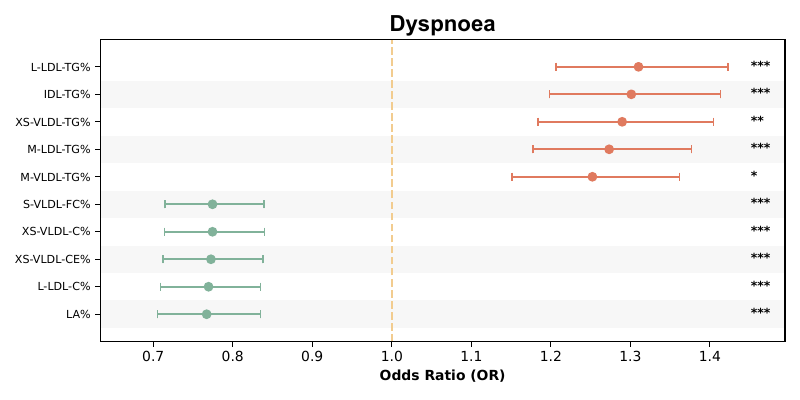 Dyspnoea
L-LDL-TG% ***
IDL-TG% ***
XS-VLDL-TG% **
M-LDL-TG% ***
M-VLDL-TG% *
S-VLDL-FC% ***
XS-VLDL-C% ***
XS-VLDL-CE% ***
L-LDL-C% ***
LA% ***
0.7 0.8 0.9 1.0 1.1 1.2 1.3 1.4
Odds Ratio (OR)